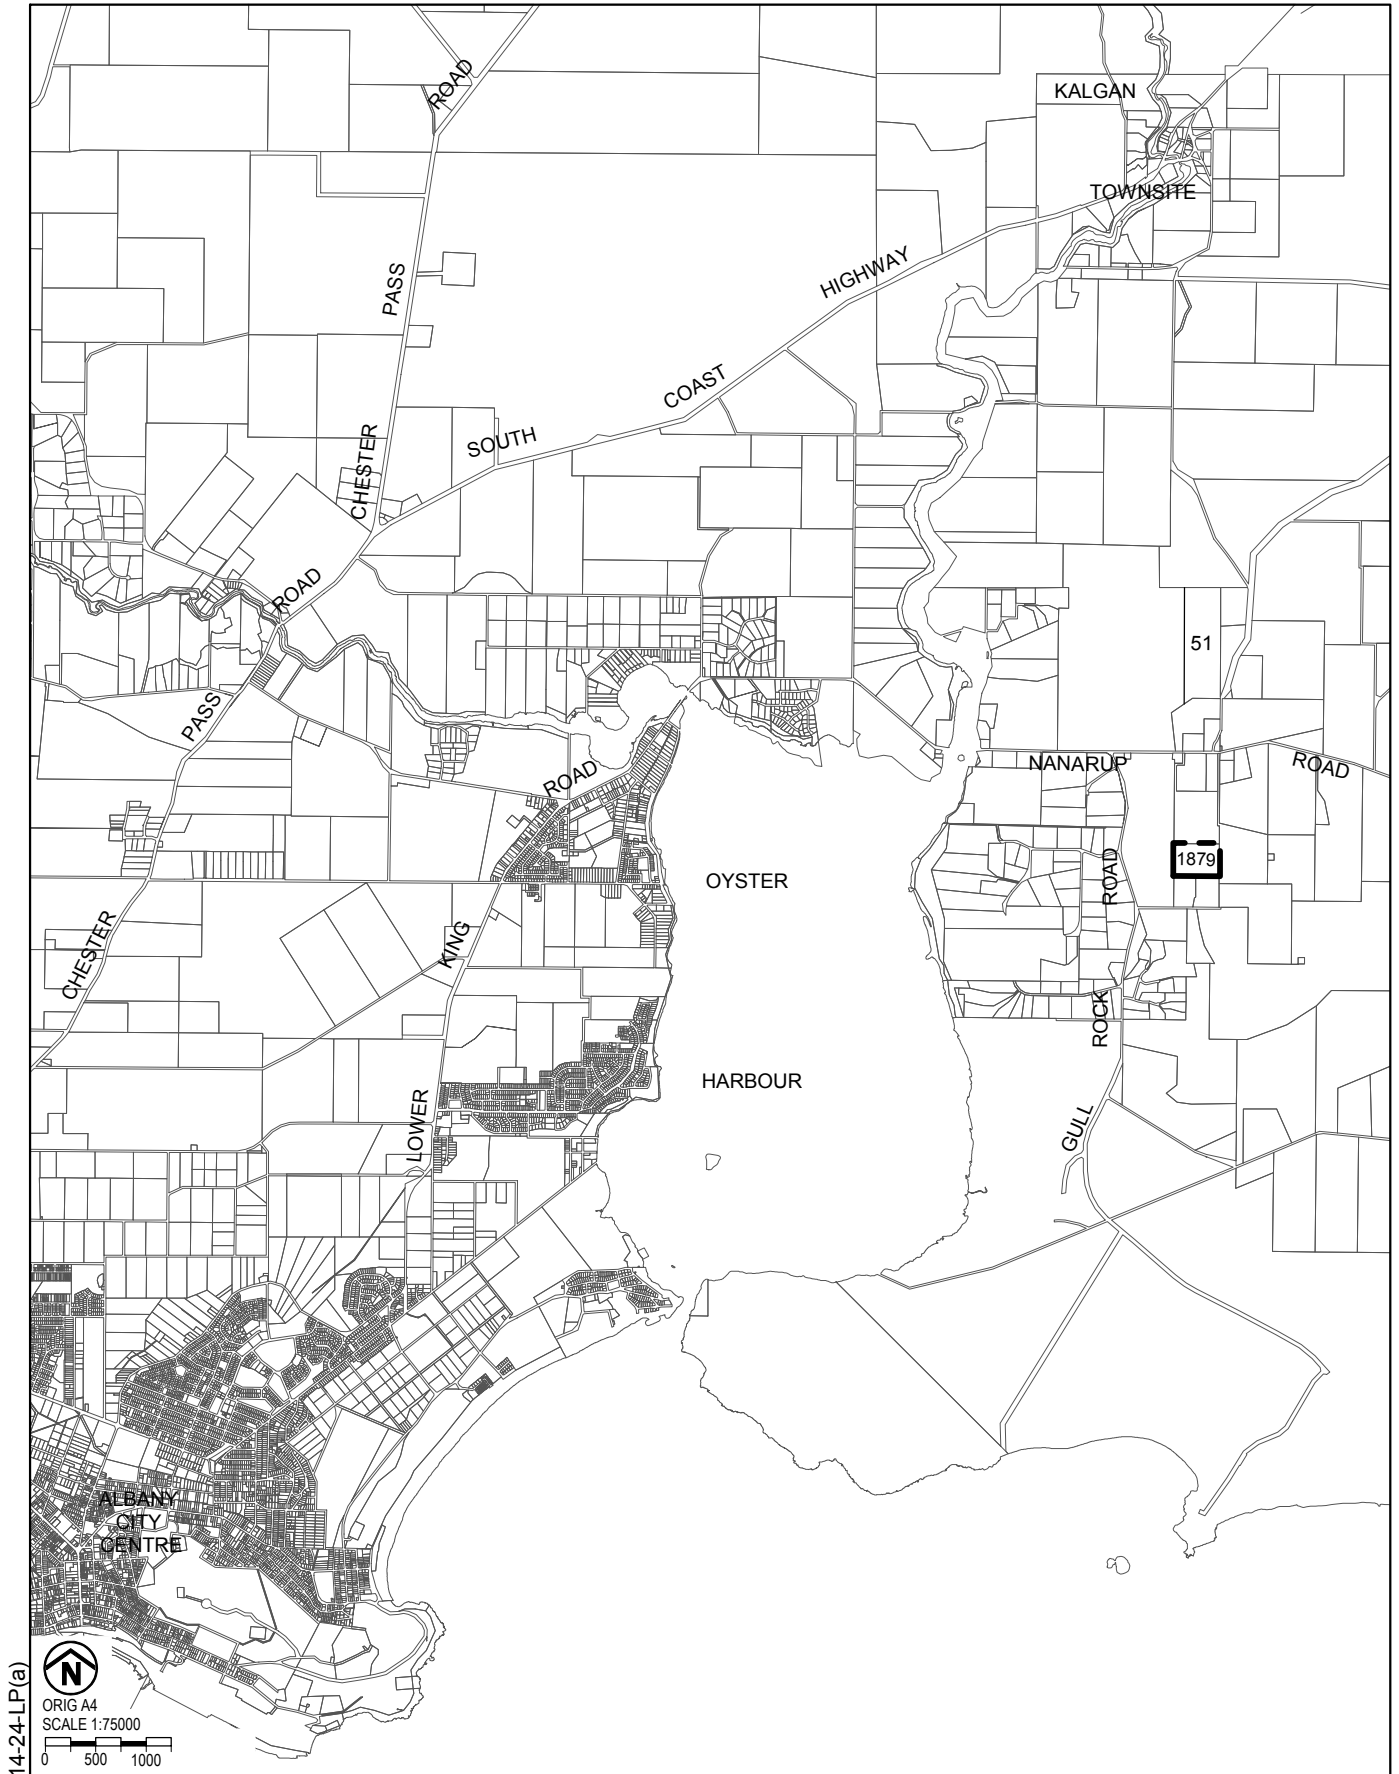 ROAD
KALGAN
TOWNSITE
PASS
HIGHWAY
COAST
SOUTH
CHESTER
ROAD
51
PASS
NANARUP
ROAD
ROAD
1879
ROAD
OYSTER
CHESTER
KING
ROCK
HARBOUR
LOWER
GULL
ALBANY
CITY
CENTRE
N
ORIG A4
SCALE 1:75000
0 500 1000
14-24-LP(a)